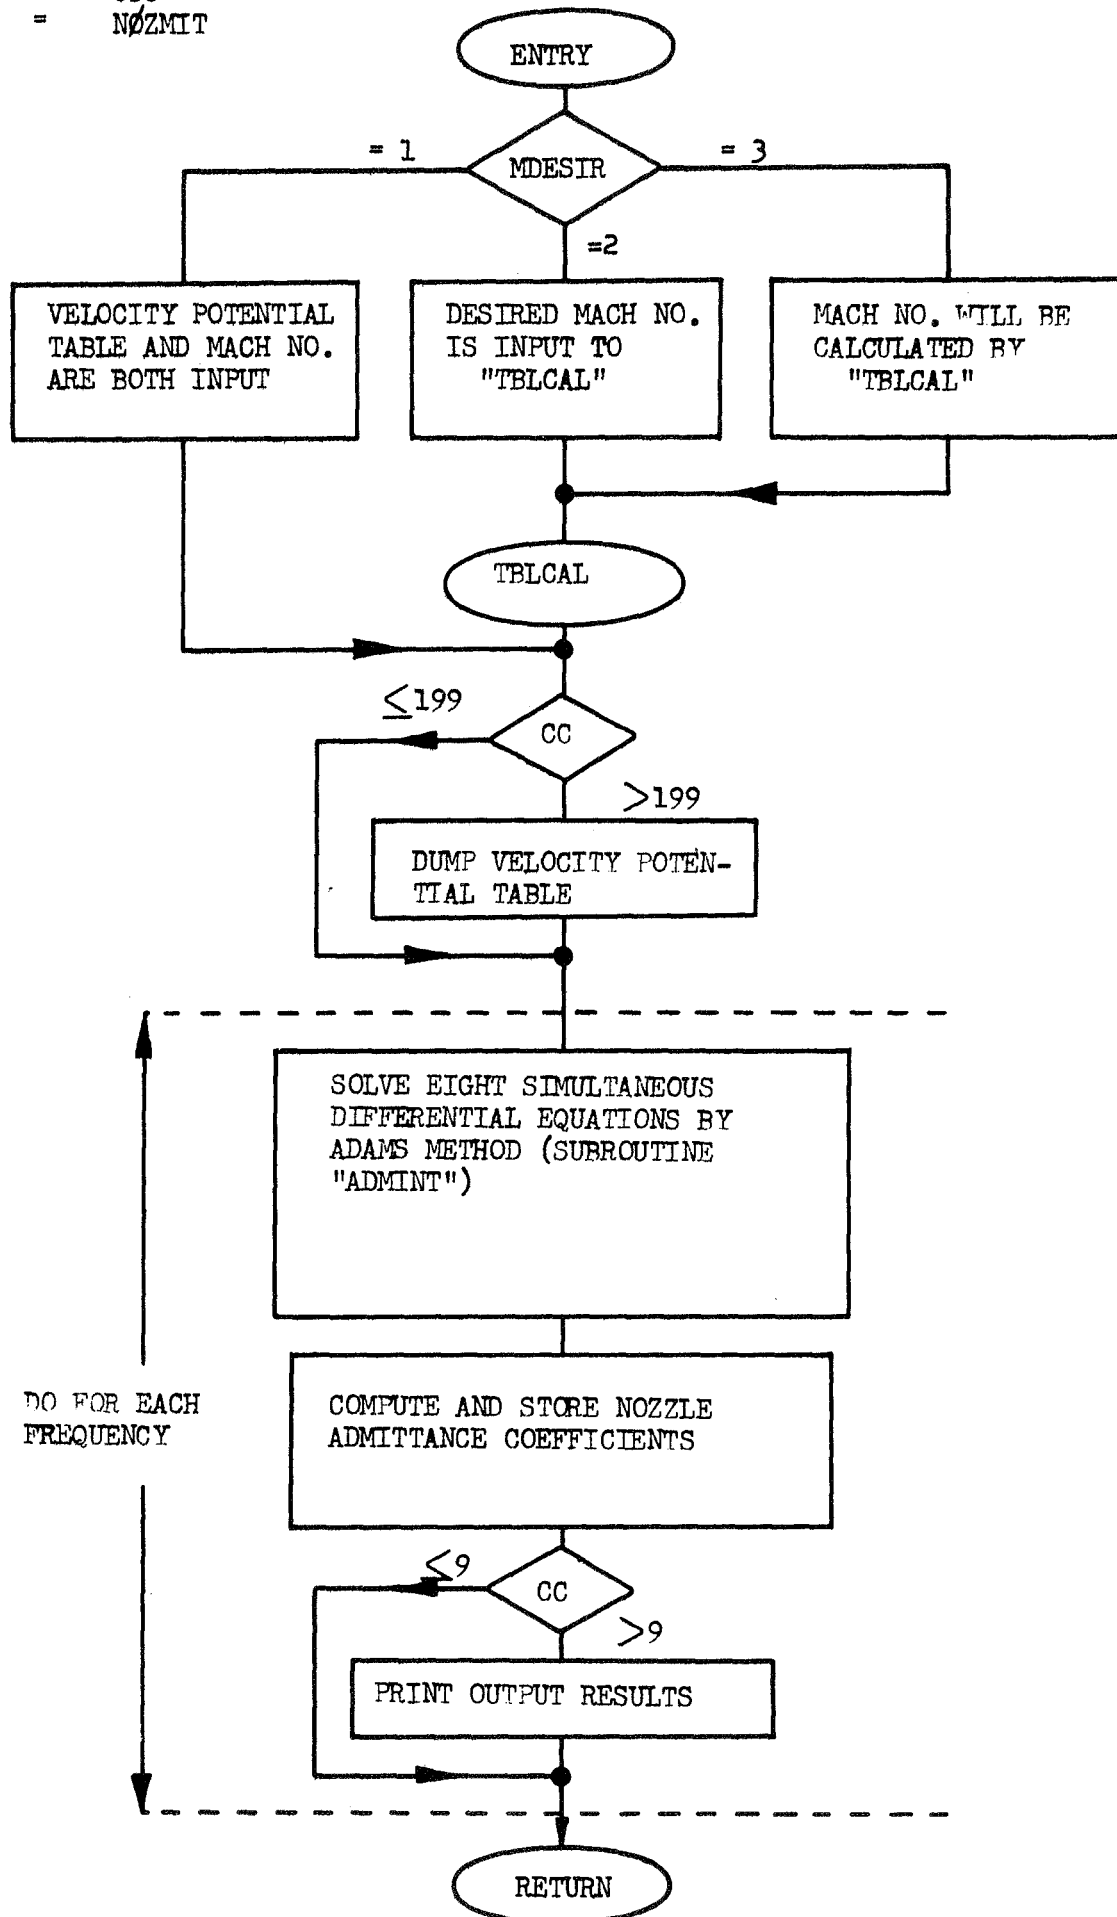 = NØZMIT
ENTRY
= 1
MDESIR
= 3
=2
VELOCITY POTENTIAL
TABLE AND MACH NO.
ARE BOTH INPUT
DESIRED MACH NO.
IS INPUT TO
"TBLCAL"
MACH NO. WILL BE
CALCULATED BY
"TBLCAL"
TBLCAL
≤199
CC
>199
DUMP VELOCITY POTEN-
TIAL TABLE
SOLVE EIGHT SIMULTANEOUS
DIFFERENTIAL EQUATIONS BY
ADAMS METHOD (SUBROUTINE
"ADMINT")
DO FOR EACH
FREQUENCY
COMPUTE AND STORE NOZZLE
ADMITTANCE COEFFICIENTS
≤9
CC
>9
PRINT OUTPUT RESULTS
RETURN